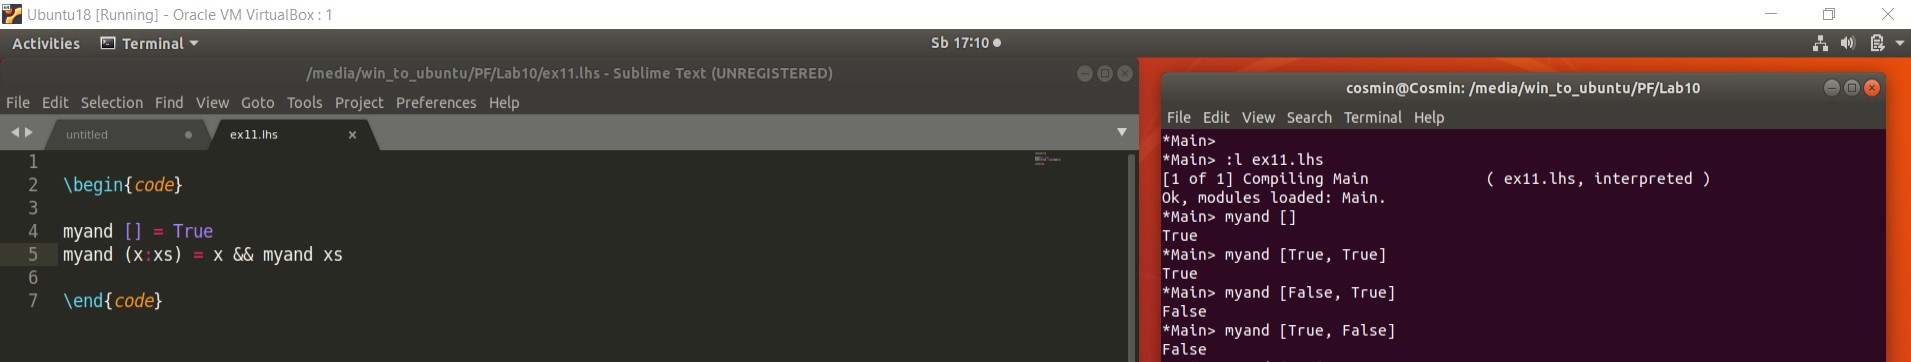 Ubuntu18 [Running] - Oracle VM VirtualBox : 1
Activities Terminal Sb 17:10
/media/win_to_ubuntu/PF/Lab10/ex11.lhs - Sublime Text (UNREGISTERED)
File Edit Selection Find View Goto Tools Project Preferences Help
untitled ex11.lhs
1
2 \begin{code}
3
4 myand [] = True
5 myand (x:xs) = x && myand xs
6
7 \end{code}
cosmin@Cosmin: /media/win_to_ubuntu/PF/Lab10
File Edit View Search Terminal Help
*Main>
*Main> :l ex11.lhs
[1 of 1] Compiling Main ( ex11.lhs, interpreted )
Ok, modules loaded: Main.
*Main> myand []
True
*Main> myand [True, True]
True
*Main> myand [False, True]
False
*Main> myand [True, False]
False